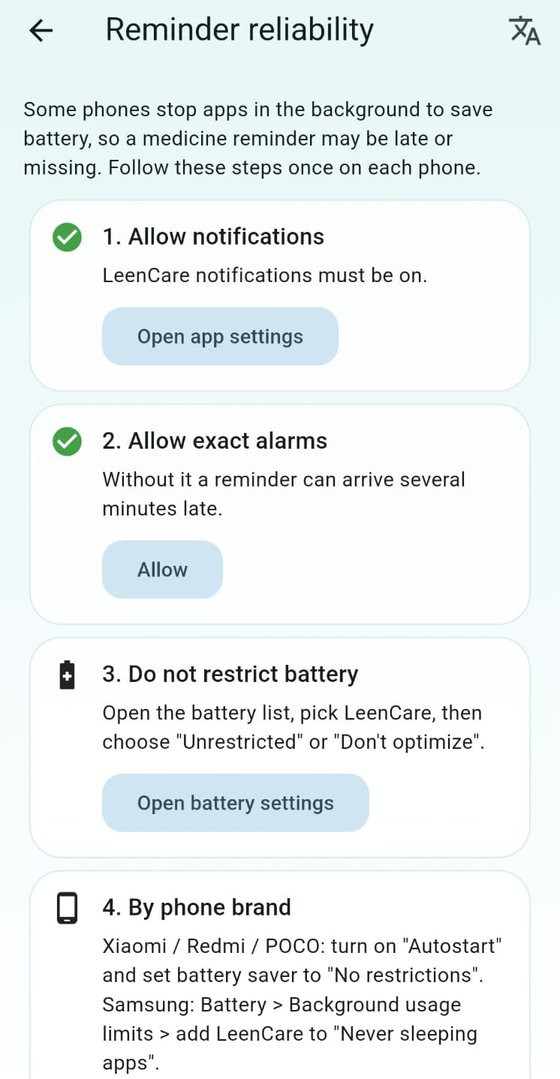 Reminder reliability
Some phones stop apps in the background to save
battery, so a medicine reminder may be late or
missing. Follow these steps once on each phone.
1. Allow notifications
LeenCare notifications must be on.
Open app settings
2. Allow exact alarms
Without it a reminder can arrive several
minutes late.
Allow
3. Do not restrict battery
Open the battery list, pick LeenCare, then
choose "Unrestricted" or "Don't optimize".
Open battery settings
4. By phone brand
Xiaomi / Redmi / POCO: turn on "Autostart"
and set battery saver to "No restrictions".
Samsung: Battery > Background usage
limits > add LeenCare to "Never sleeping
apps".